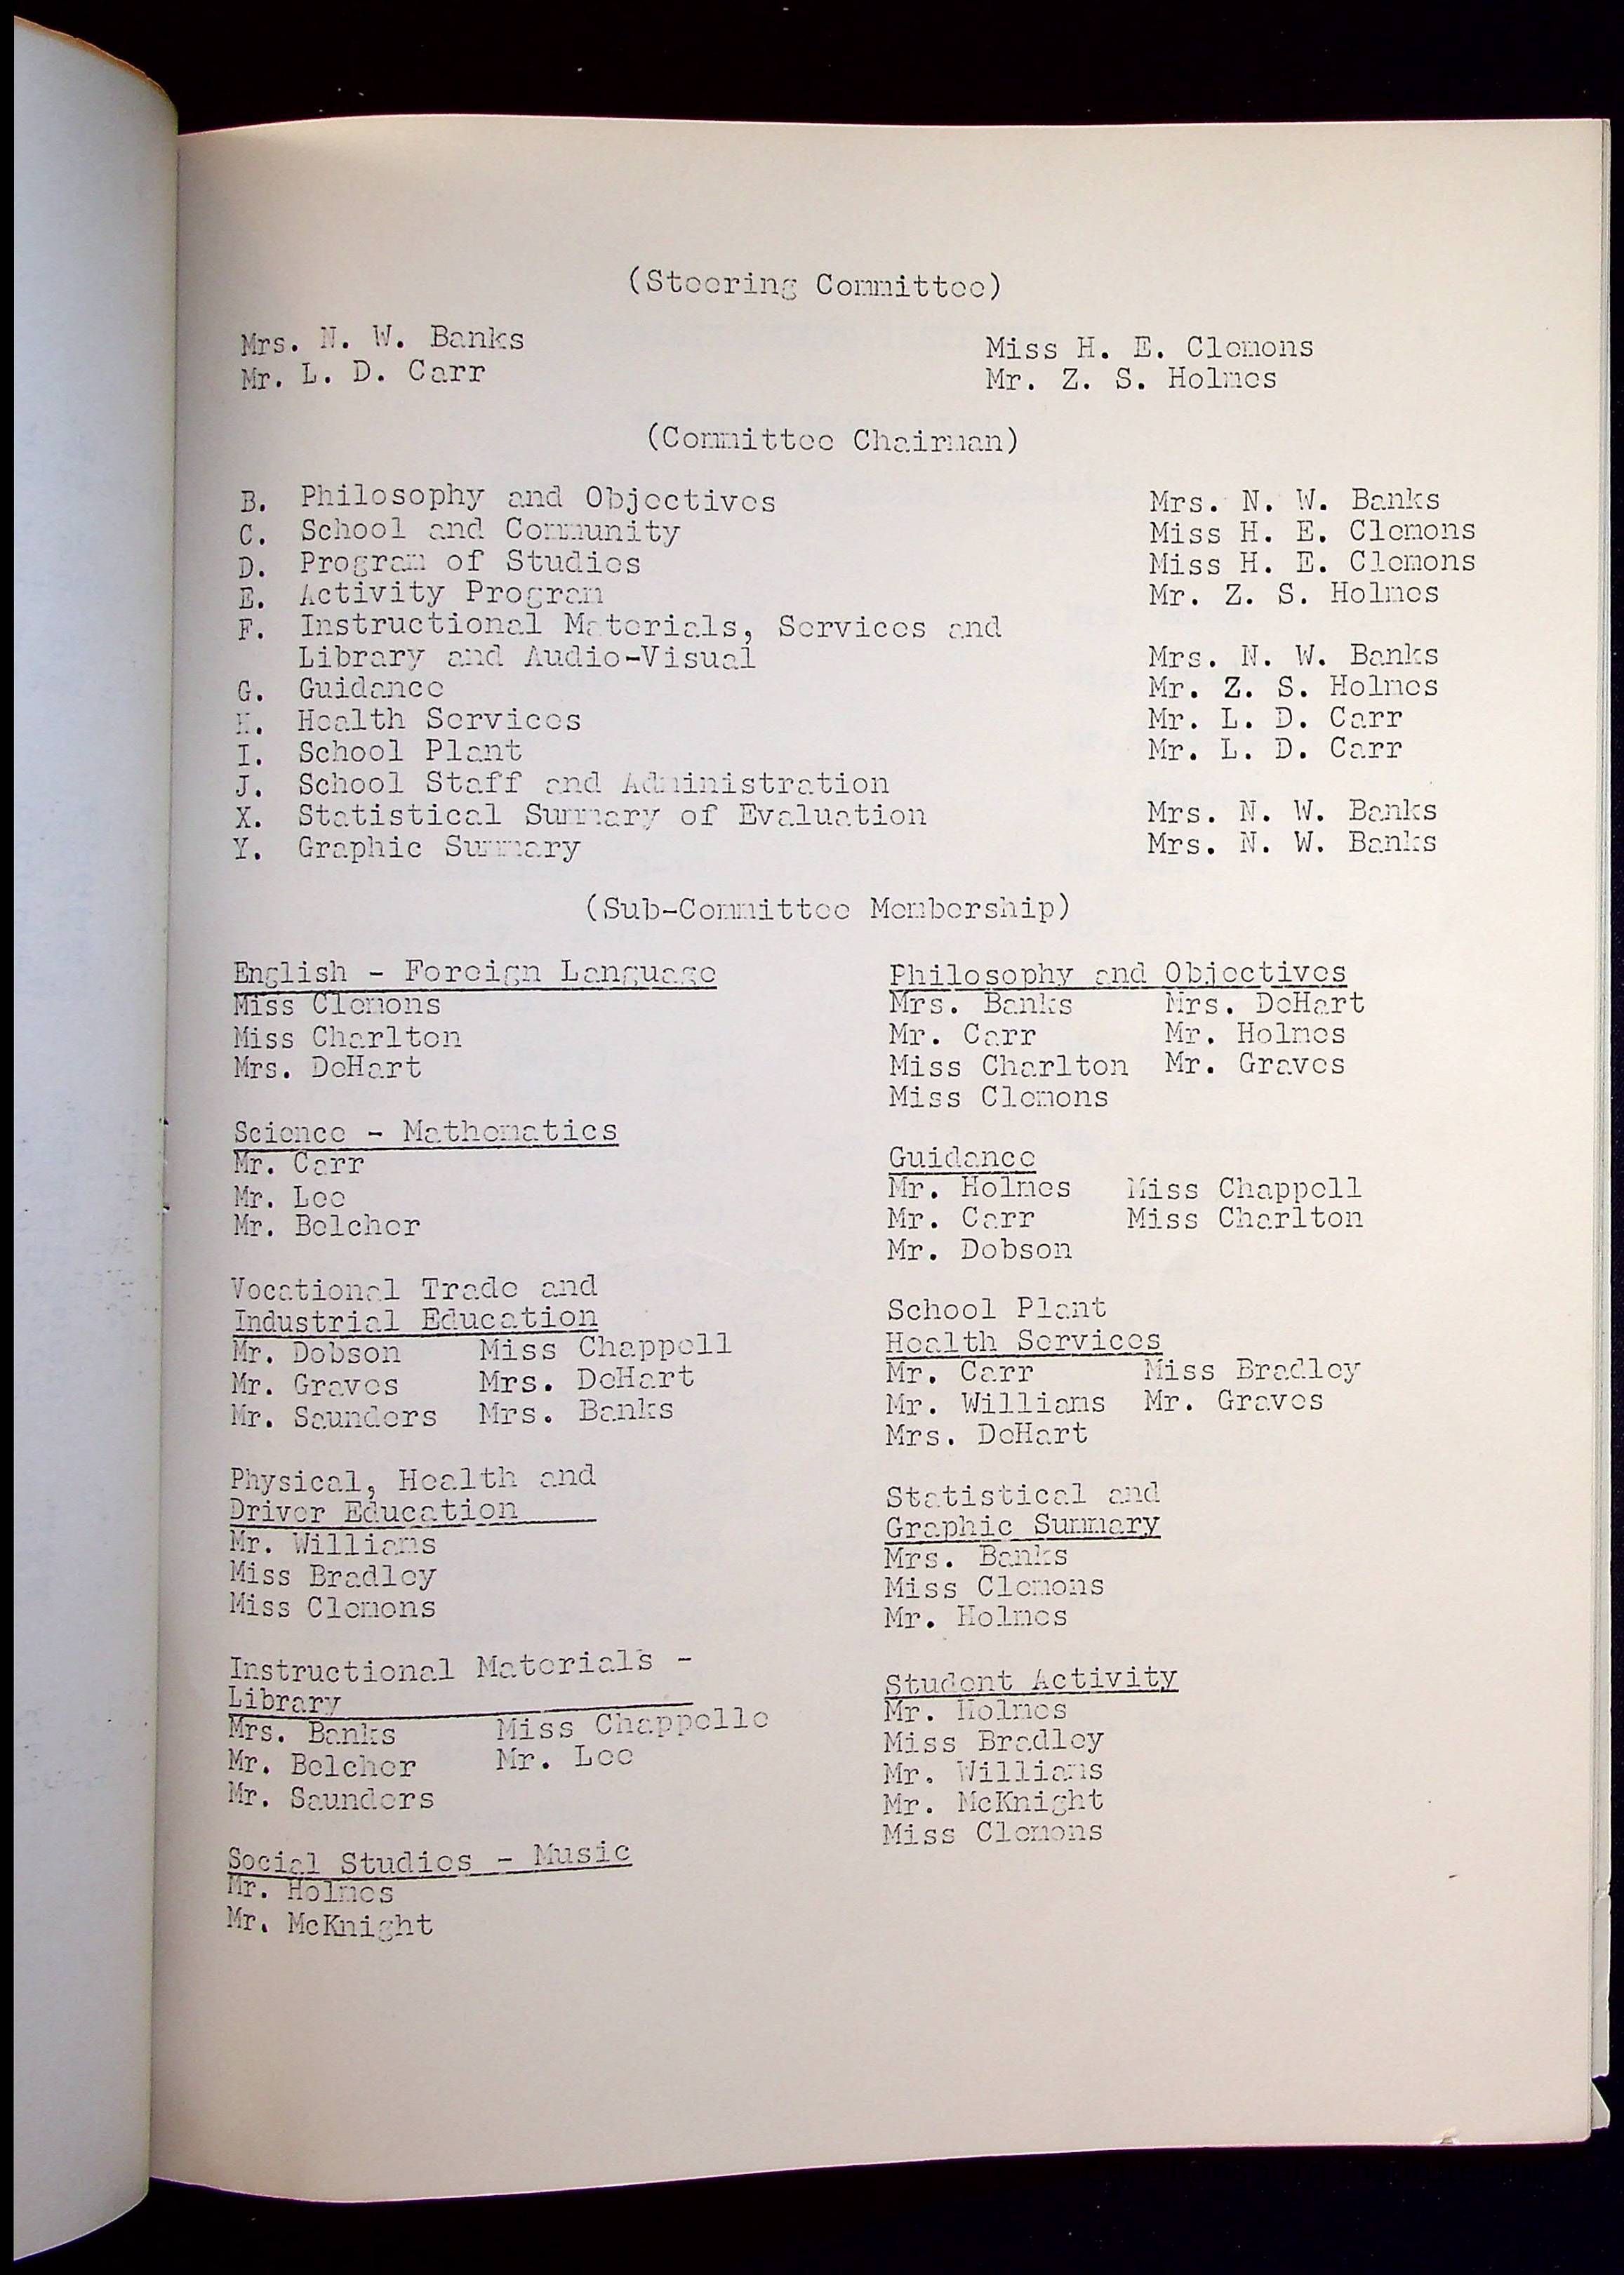 (Steering Committee)
Mrs. N. W. Banks Miss H. E. Clemons
Mr. L. D. Carr Mr. Z. S. Holmes
(Committee Chairman)
B. Philosophy and Objectives Mrs. N. W. Banks
C. School and Community Miss H. E. Clemons
D. Program of Studies Miss H. E. Clemons
E. Activity Program Mr. Z. S. Holmes
F. Instructional Materials, Services and
Library and Audio-Visual Mrs. N. W. Banks
G. Guidance Mr. Z. S. Holmes
H. Health Services Mr. L. D. Carr
I. School Plant Mr. L. D. Carr
J. School Staff and Administration
X. Statistical Summary of Evaluation Mrs. N. W. Banks
Y. Graphic Summary Mrs. N. W. Banks
(Sub-Committee Membership)
English - Foreign Language
Miss Clemons
Miss Charlton
Mrs. DeHart
Science - Mathematics
Mr. Carr
Mr. Lee
Mr. Belcher
Vocational Trade and
Industrial Education
Mr. Dobson Miss Chappell
Mr. Graves Mrs. DeHart
Mr. Saunders Mrs. Banks
Physical, Health and
Driver Education
Mr. Williams
Miss Bradley
Miss Clemons
Instructional Materials -
Library
Mrs. Banks Miss Chappelle
Mr. Belcher Mr. Lee
Mr. Saunders
Social Studies - Music
Mr. Holmes
Mr. McKnight
Philosophy and Objectives
Mrs. Banks Mrs. DeHart
Mr. Carr Mr. Holmes
Miss Charlton Mr. Graves
Miss Clemons
Guidance
Mr. Holmes Miss Chappell
Mr. Carr Miss Charlton
Mr. Dobson
School Plant
Health Services
Mr. Carr Miss Bradley
Mr. Williams Mr. Graves
Mrs. DeHart
Statistical and
Graphic Summary
Mrs. Banks
Miss Clemons
Mr. Holmes
Student Activity
Mr. Holmes
Miss Bradley
Mr. Williams
Mr. McKnight
Miss Clemons